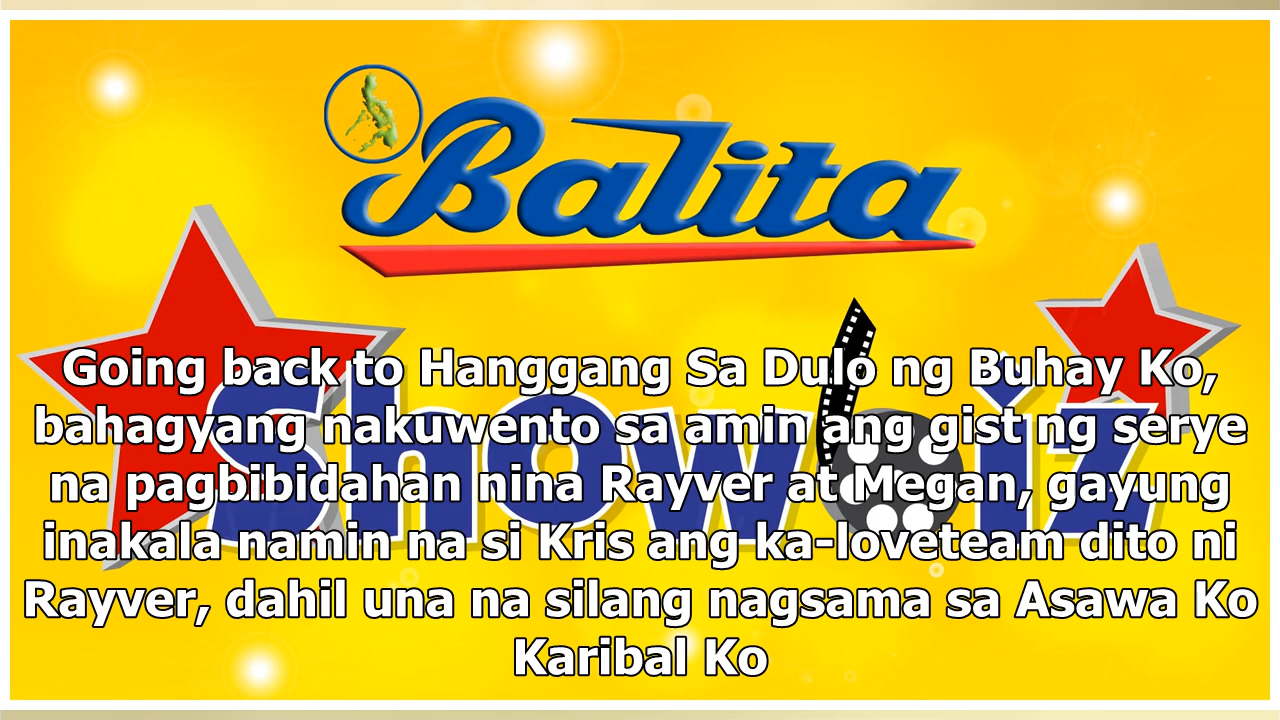 Balita
Showbiz
Going back to Hanggang Sa Dulo ng Buhay Ko,
bahagyang nakuwento sa amin ang gist ng serye
na pagbibidahan nina Rayver at Megan, gayung
inakala namin na si Kris ang ka-loveteam dito ni
Rayver, dahil una na silang nagsama sa Asawa Ko
Karibal Ko